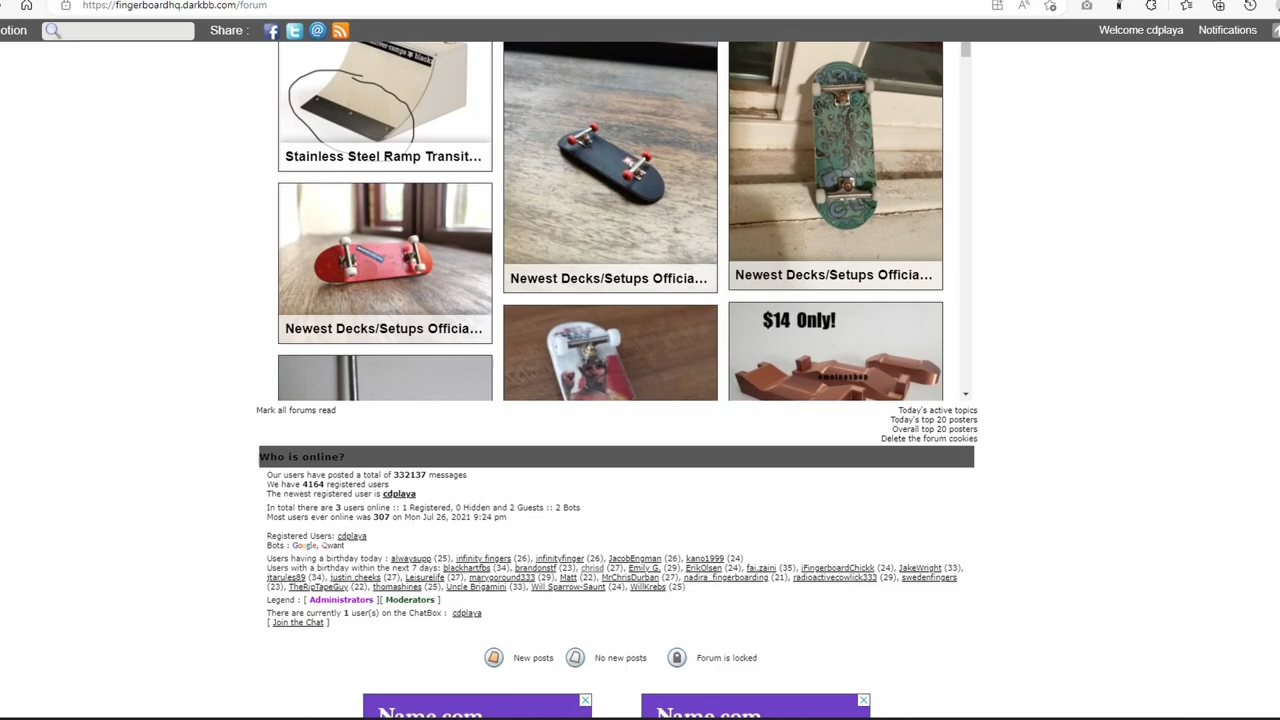 https://fingerboardhq.darkbb.com/forum
otion
Share :
Welcome cdplaya
Notifications
blacks
Stainless Steel Ramp Transit...
Newest Decks/Setups Officia...
Newest Decks/Setups Officia...
Newest Decks/Setups Officia...
$14 Only!
Mark all forums read
Today's active topics
Today's top 20 posters
Overall top 20 posters
Delete the forum cookies
Who is online?
Our users have posted a total of 332137 messages
We have 4164 registered users
The newest registered user is cdplaya
In total there are 3 users online :: 1 Registered, 0 Hidden and 2 Guests :: 2 Bots
Most users ever online was 307 on Mon Jul 26, 2021 9:24 pm
Registered Users: cdplaya
Bots : Google, Qwant
Users having a birthday today : alwaysupp (25), infinity fingers (26), infinityfinger (26), JacobEngman (26), kano1999 (24)
Users with a birthday within the next 7 days: blackhartfbs (34), brandonstf (23), chrisd (27), Emily G. (29), ErikOlsen (24), fai.zaini (35), iFingerboardChickk (24), JakeWright (33),
jtarules89 (34), justin cheeks (27), Leisurelife (27), marygoround333 (29), Matt (22), MrChrisDurban (27), nadira_fingerboarding (21), radioactivecowlick333 (29), swedenfingers
(23), TheRipTapeGuy (22), thomashines (25), Uncle Brigamini (33), Will Sparrow-Saunt (24), WillKrebs (25)
Legend : [ Administrators ][ Moderators ]
There are currently 1 user(s) on the ChatBox : cdplaya
[ Join the Chat ]
New posts
No new posts
Forum is locked
Name.com
Name.com